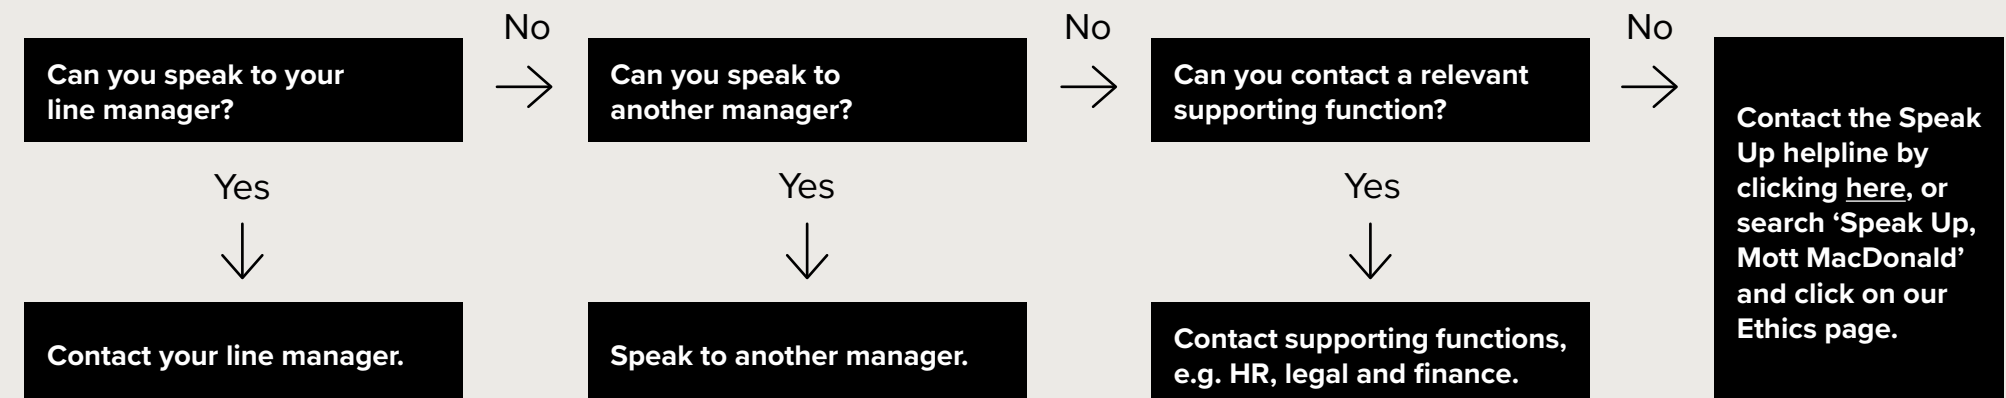 No
No
No
Can you speak to your
line manager?
Can you speak to
another manager?
Can you contact a relevant
supporting function?
Contact the Speak
Up helpline by
clicking here, or
search ‘Speak Up,
Mott MacDonald’
and click on our
Ethics page.
Yes
Yes
Yes
Contact your line manager.
Speak to another manager.
Contact supporting functions,
e.g. HR, legal and finance.